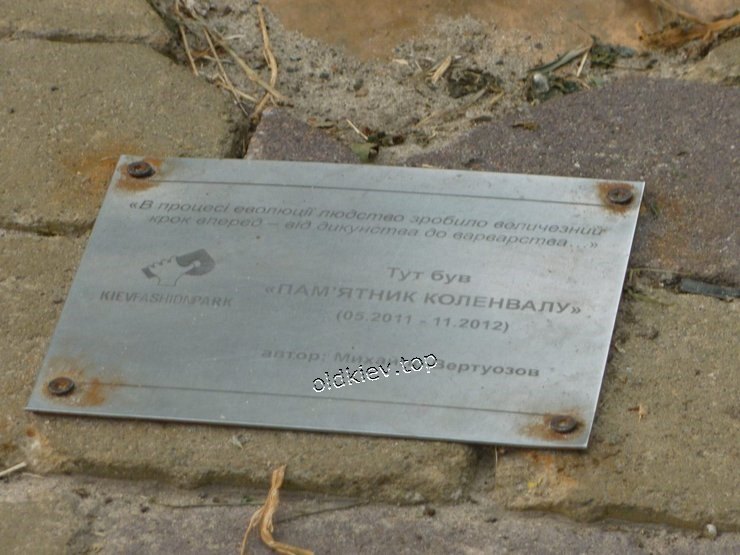 «В процесі еволюції людство зробило величезний
крок вперед – від дикунства до варварства...»
KIEVFASHIONPARK
Тут був
«ПАМ'ЯТНИК КОЛЕНВАЛУ»
(05.2011 - 11.2012)
автор: Вертуозов
oldkiev.top